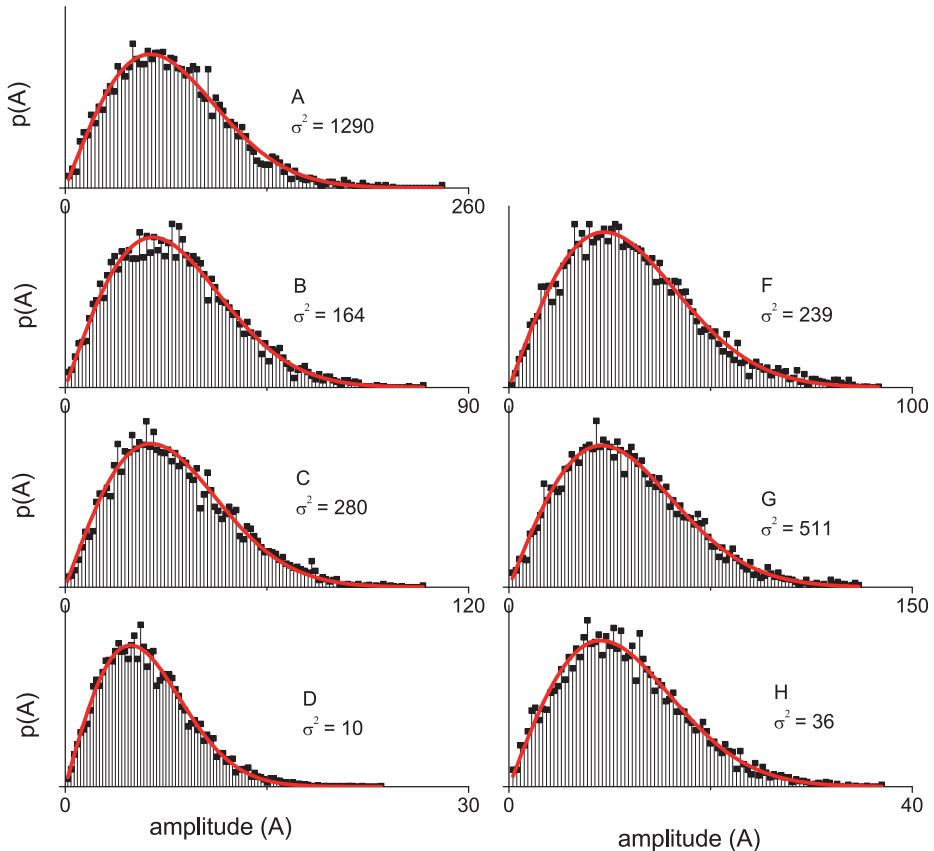 p(A)
A
σ² = 1290
0
260
p(A)
B
σ² = 164
F
σ² = 239
0
90
0
100
p(A)
C
σ² = 280
G
σ² = 511
0
120
0
150
p(A)
D
σ² = 10
H
σ² = 36
0
30
0
40
amplitude (A)
amplitude (A)